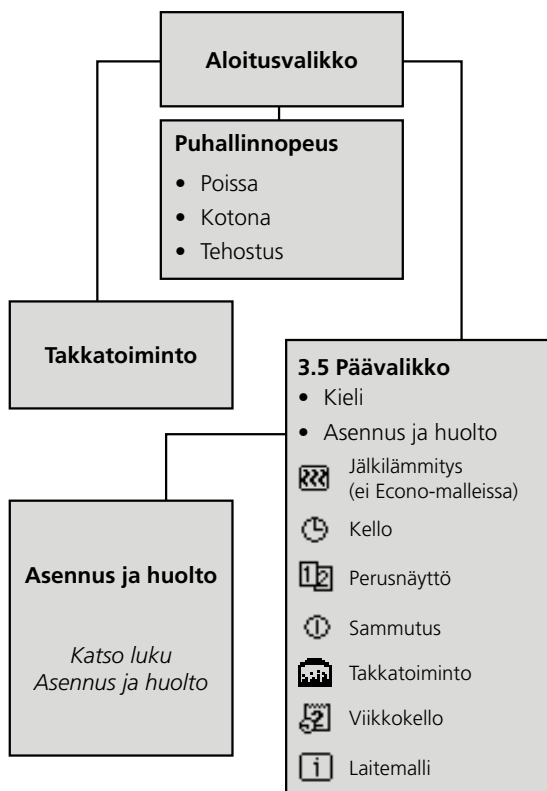 Aloitusvalikko
Puhallinnopeus
• Poissa
• Kotona
• Tehostus
Takkatoiminto
3.5 Päävalikko
• Kieli
• Asennus ja huolto
Jälkilämmitys
(ei Econo-malleissa)
Kello
Perusnäyttö
Sammutus
Takkatoiminto
Viikkokello
Laitemalli
Asennus ja huolto
Katso luku
Asennus ja huolto